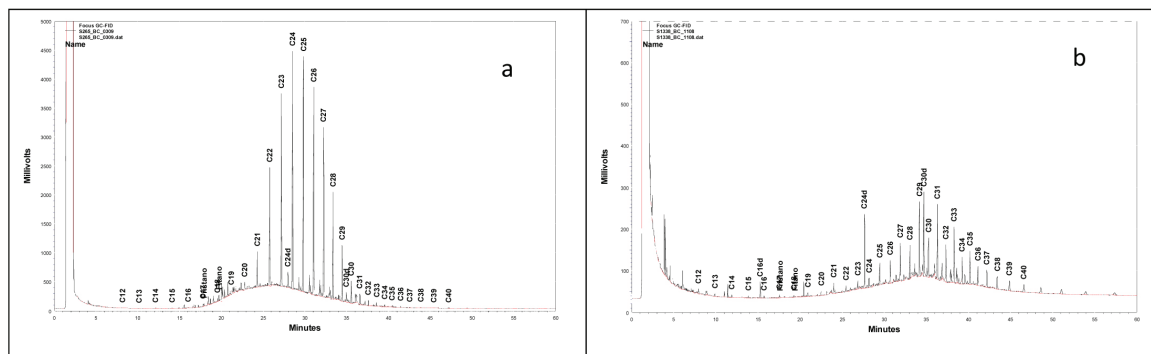 Focus GC-FID
S265_BC_0309
S265_BC_0309.dat
Name
a
Millivolts
5000
4500
4000
3500
3000
2500
2000
1500
1000
500
0
C12
C13
C14
C15
C16
C19
C20
C21
C22
C23
C24d
C24
C25
C26
C27
C28
C29
C30d
C30
C31
C32
C33
C34
C35
C36
C37
C38
C39
C40
0 5 10 15 20 25 30 35 40 45 50 55 60
Minutes
Focus GC-FID
S1338_BC_1108
S1338_BC_1108.dat
Name
b
Millivolts
700
600
500
400
300
200
100
0
C12
C13
C14
C15
C16d
C16
C19
C20
C21
C22
C23
C24d
C24
C25
C26
C27
C28
C29
C30d
C30
C31
C32
C33
C34
C35
C36
C37
C38
C39
C40
0 5 10 15 20 25 30 35 40 45 50 55 60
Minutes